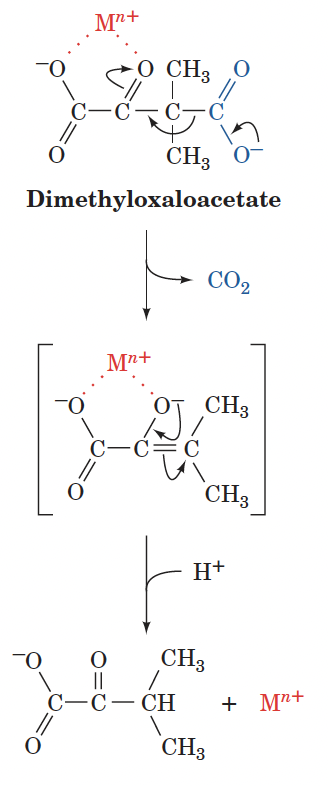 Mn+
−O O CH3 O
C—C—C—C
O CH3 O−
Dimethyloxaloacetate
CO2
Mn+
−O O− CH3
C—C≡C
O CH3
H+
−O O CH3
C—C—CH + Mn+
O CH3